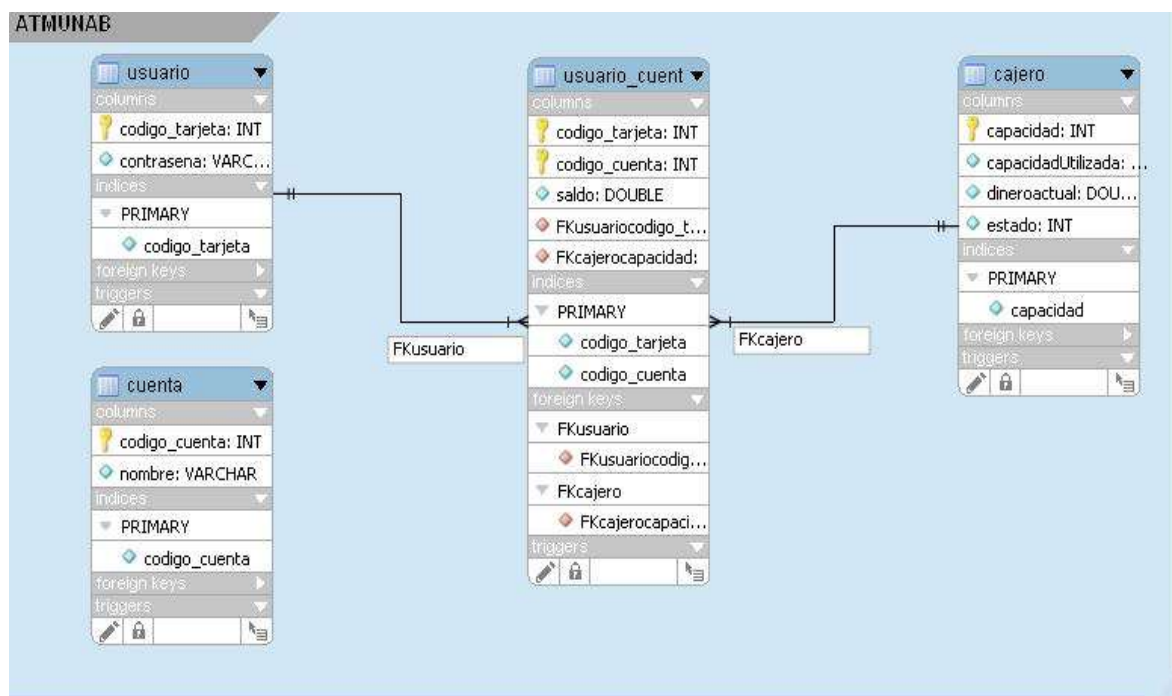 ATMUNAB
usuario
columns
codigo_tarjeta: INT
contrasena: VARC...
indices
PRIMARY
codigo_tarjeta
foreign keys
triggers
cuenta
columns
codigo_cuenta: INT
nombre: VARCHAR
indices
PRIMARY
codigo_cuenta
foreign keys
triggers
FKusuario
usuario_cuent
columns
codigo_tarjeta: INT
codigo_cuenta: INT
saldo: DOUBLE
FKusuariocodigo_t...
FKcajerocapacidad:
indices
PRIMARY
codigo_tarjeta
codigo_cuenta
foreign keys
FKusuario
FKusuariocodig...
FKcajero
FKcajerocapaci...
triggers
FKcajero
cajero
columns
capacidad: INT
capacidadUtilizada: ...
dineroactual: DOU...
estado: INT
indices
PRIMARY
capacidad
foreign keys
triggers